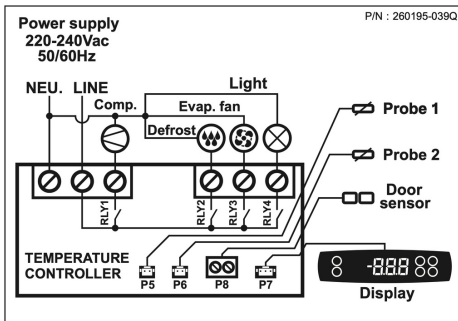 P/N : 260195-039Q
Power supply
220-240Vac
50/60Hz
NEU. LINE
Comp.
Evap. fan
Light
Defrost
Probe 1
Probe 2
Door
sensor
RLY1
RLY2
RLY3
RLY4
TEMPERATURE
CONTROLLER
P5
P6
P8
P7
-8.8.8
Display